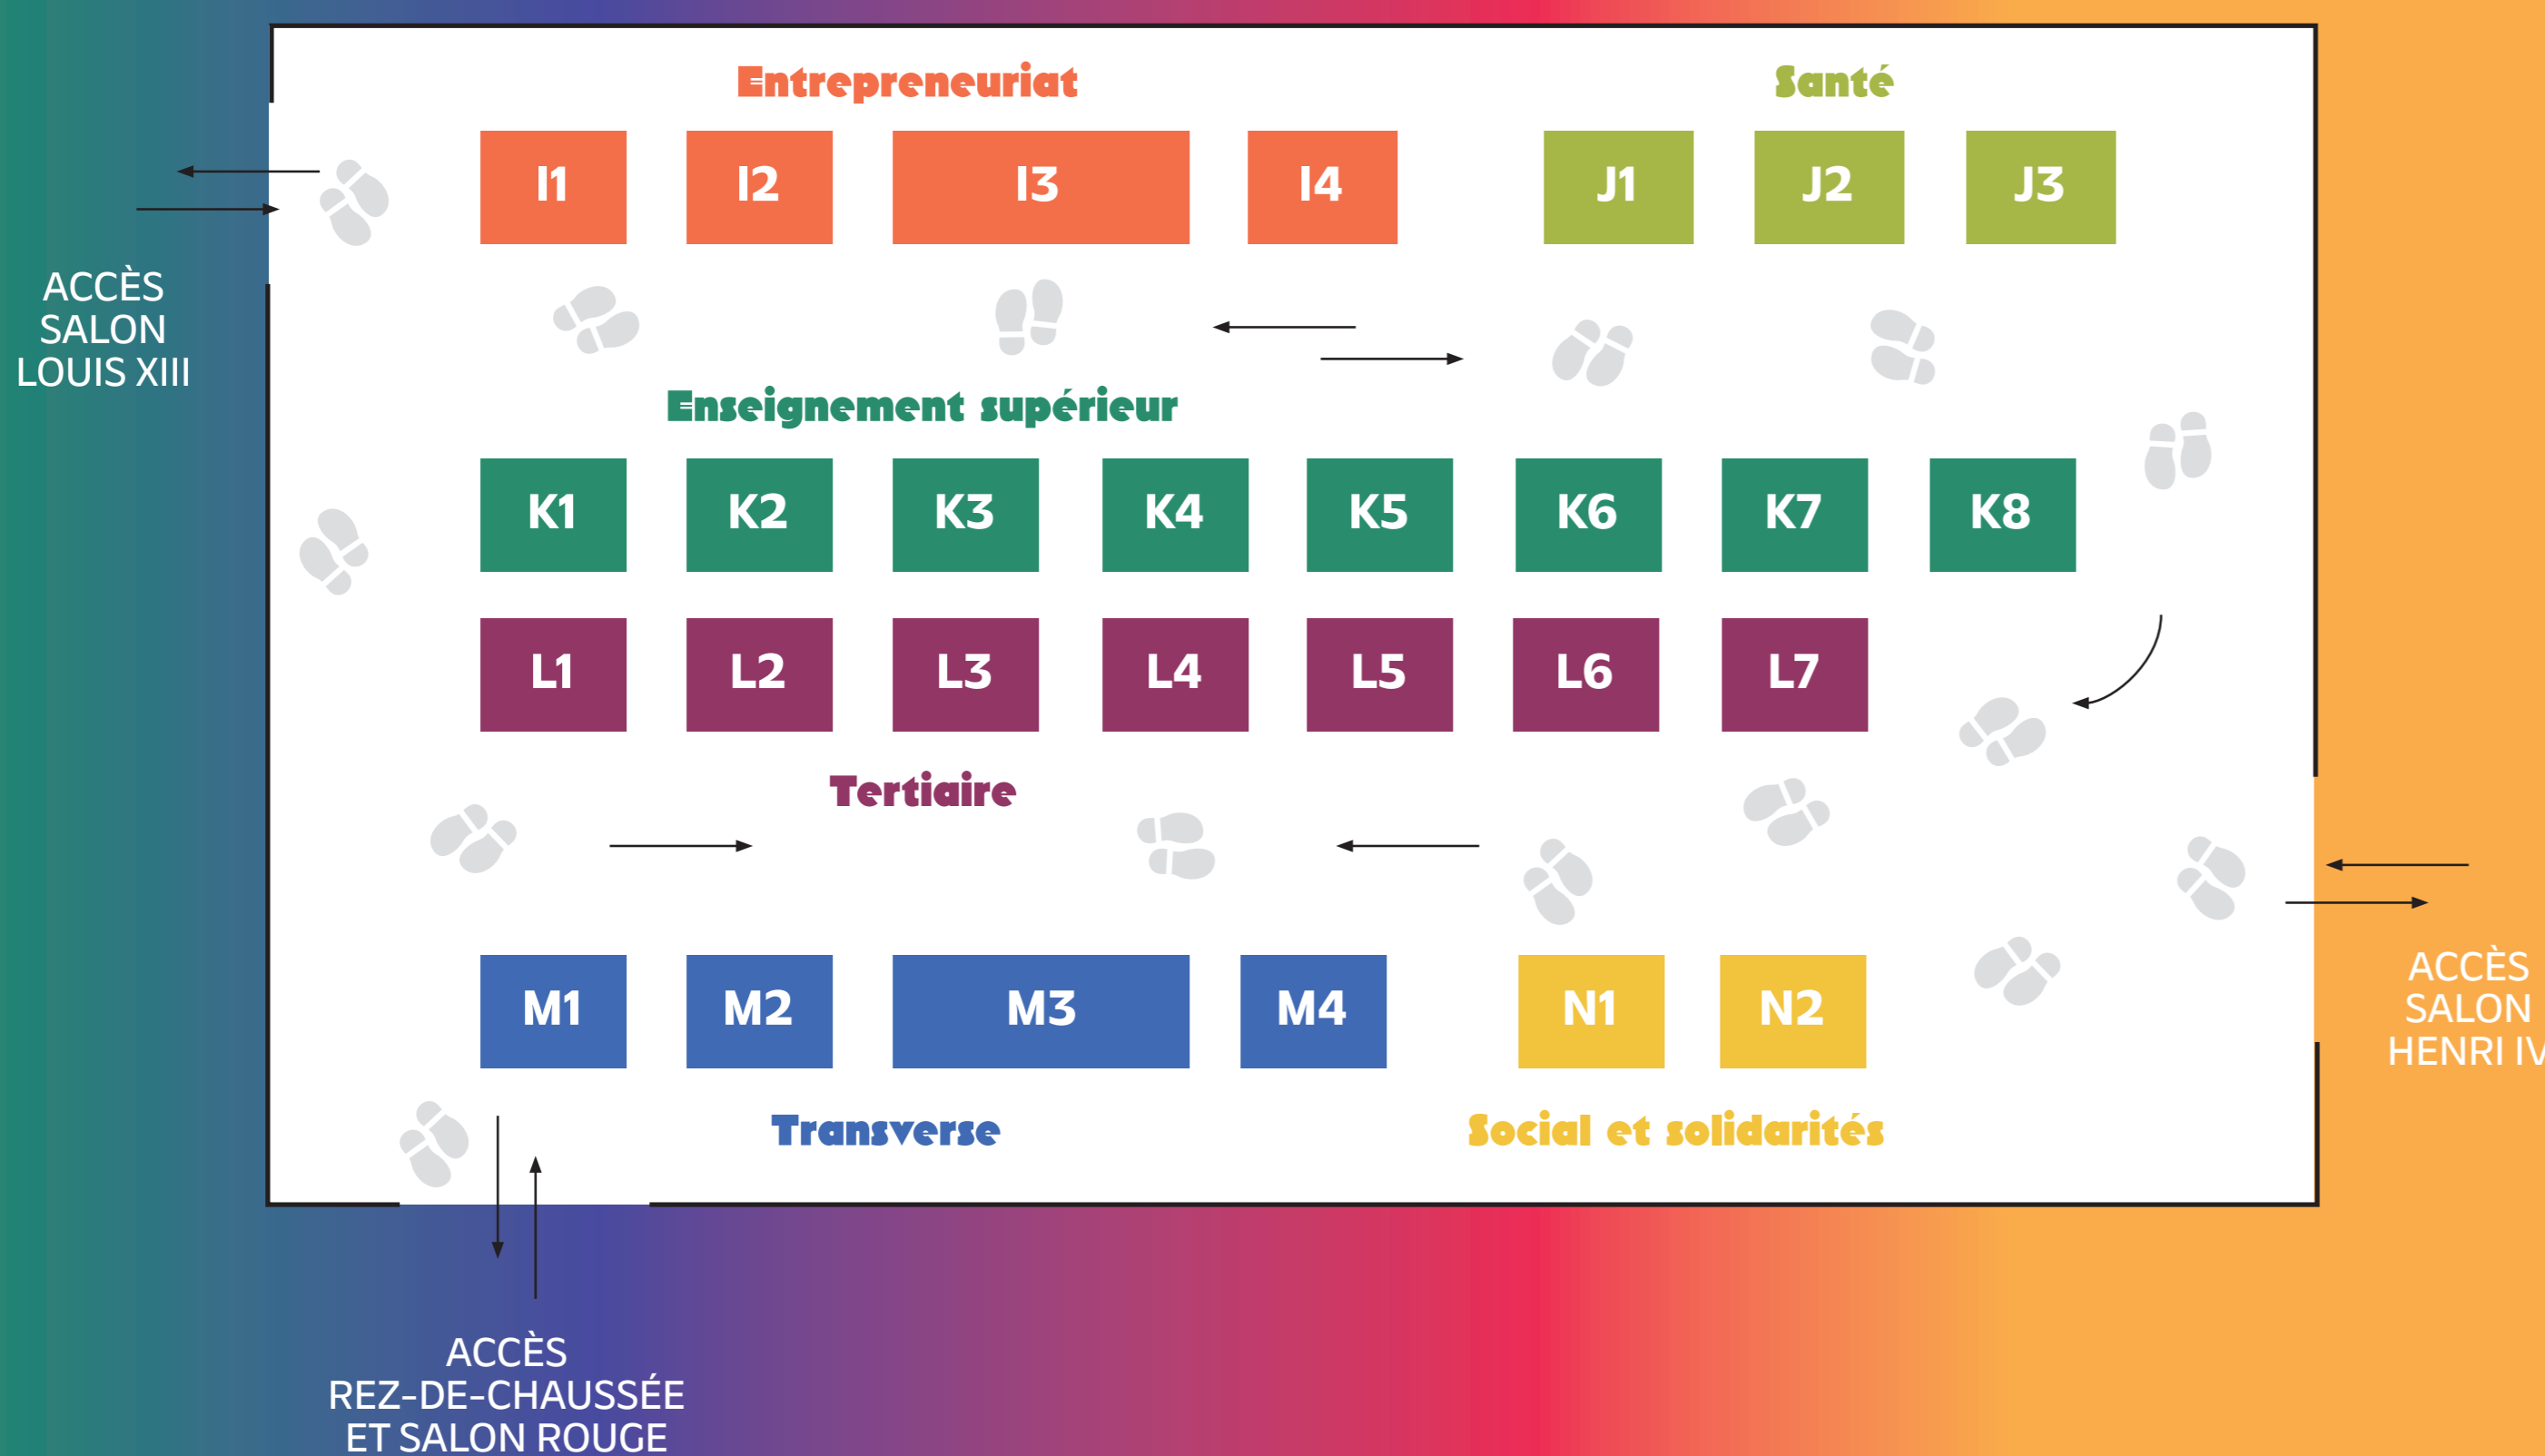 Entrepreneuriat
Santé
I1 I2 I3 I4 J1 J2 J3
ACCÈS
SALON
LOUIS XIII
Enseignement supérieur
K1 K2 K3 K4 K5 K6 K7 K8
L1 L2 L3 L4 L5 L6 L7
Tertiaire
M1 M2 M3 M4 N1 N2
ACCÈS
SALON
HENRI IV
Transverse
Social et solidarités
ACCÈS
REZ-DE-CHAUSSÉE
ET SALON ROUGE